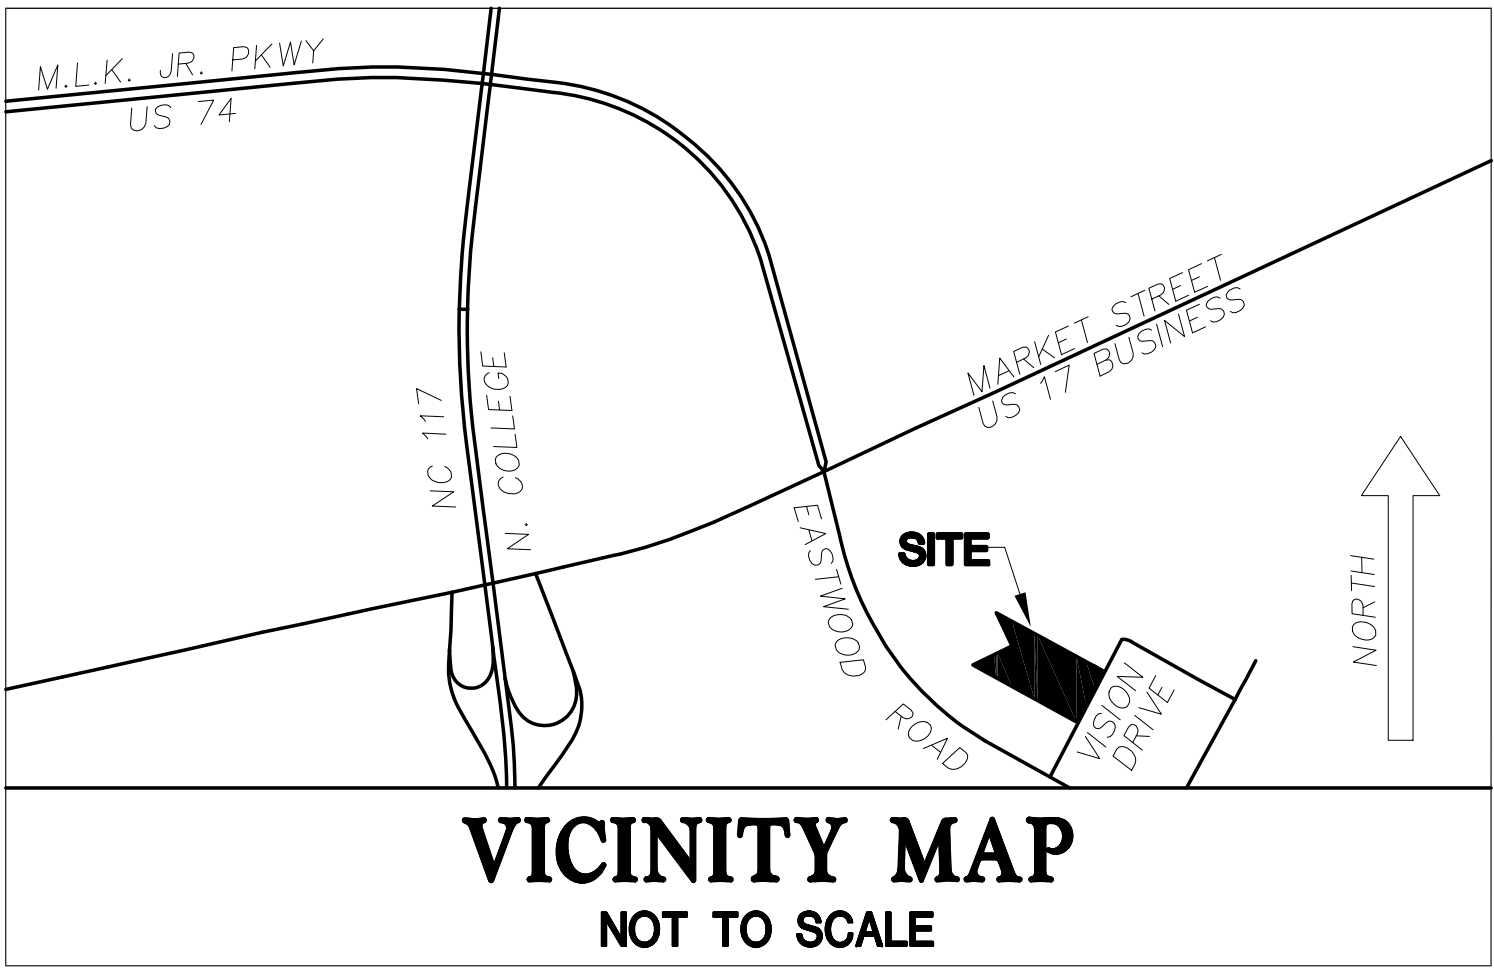 M.L.K. JR. PKWY
US 74
MARKET STREET
US 17 BUSINESS
NC 117
N. COLLEGE
EASTWOOD ROAD
SITE
VISION
DRIVE
NORTH
VICINITY MAP
NOT TO SCALE